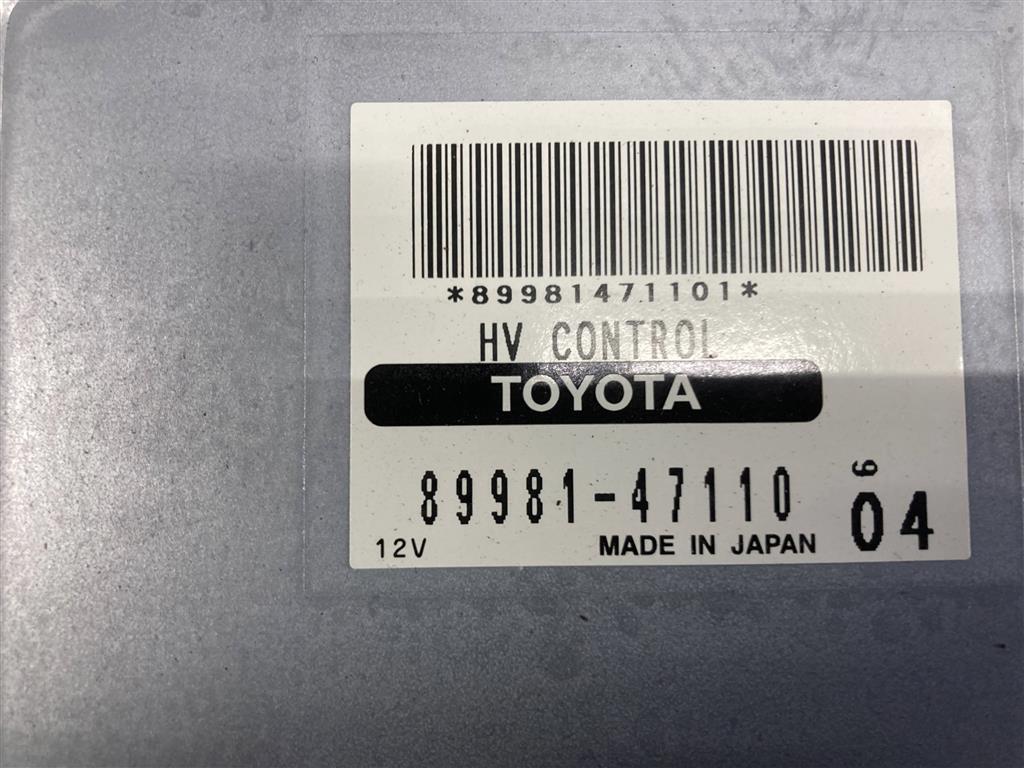 *89981471101*
HV CONTROL
TOYOTA
89981-47110
6
04
12V
MADE IN JAPAN